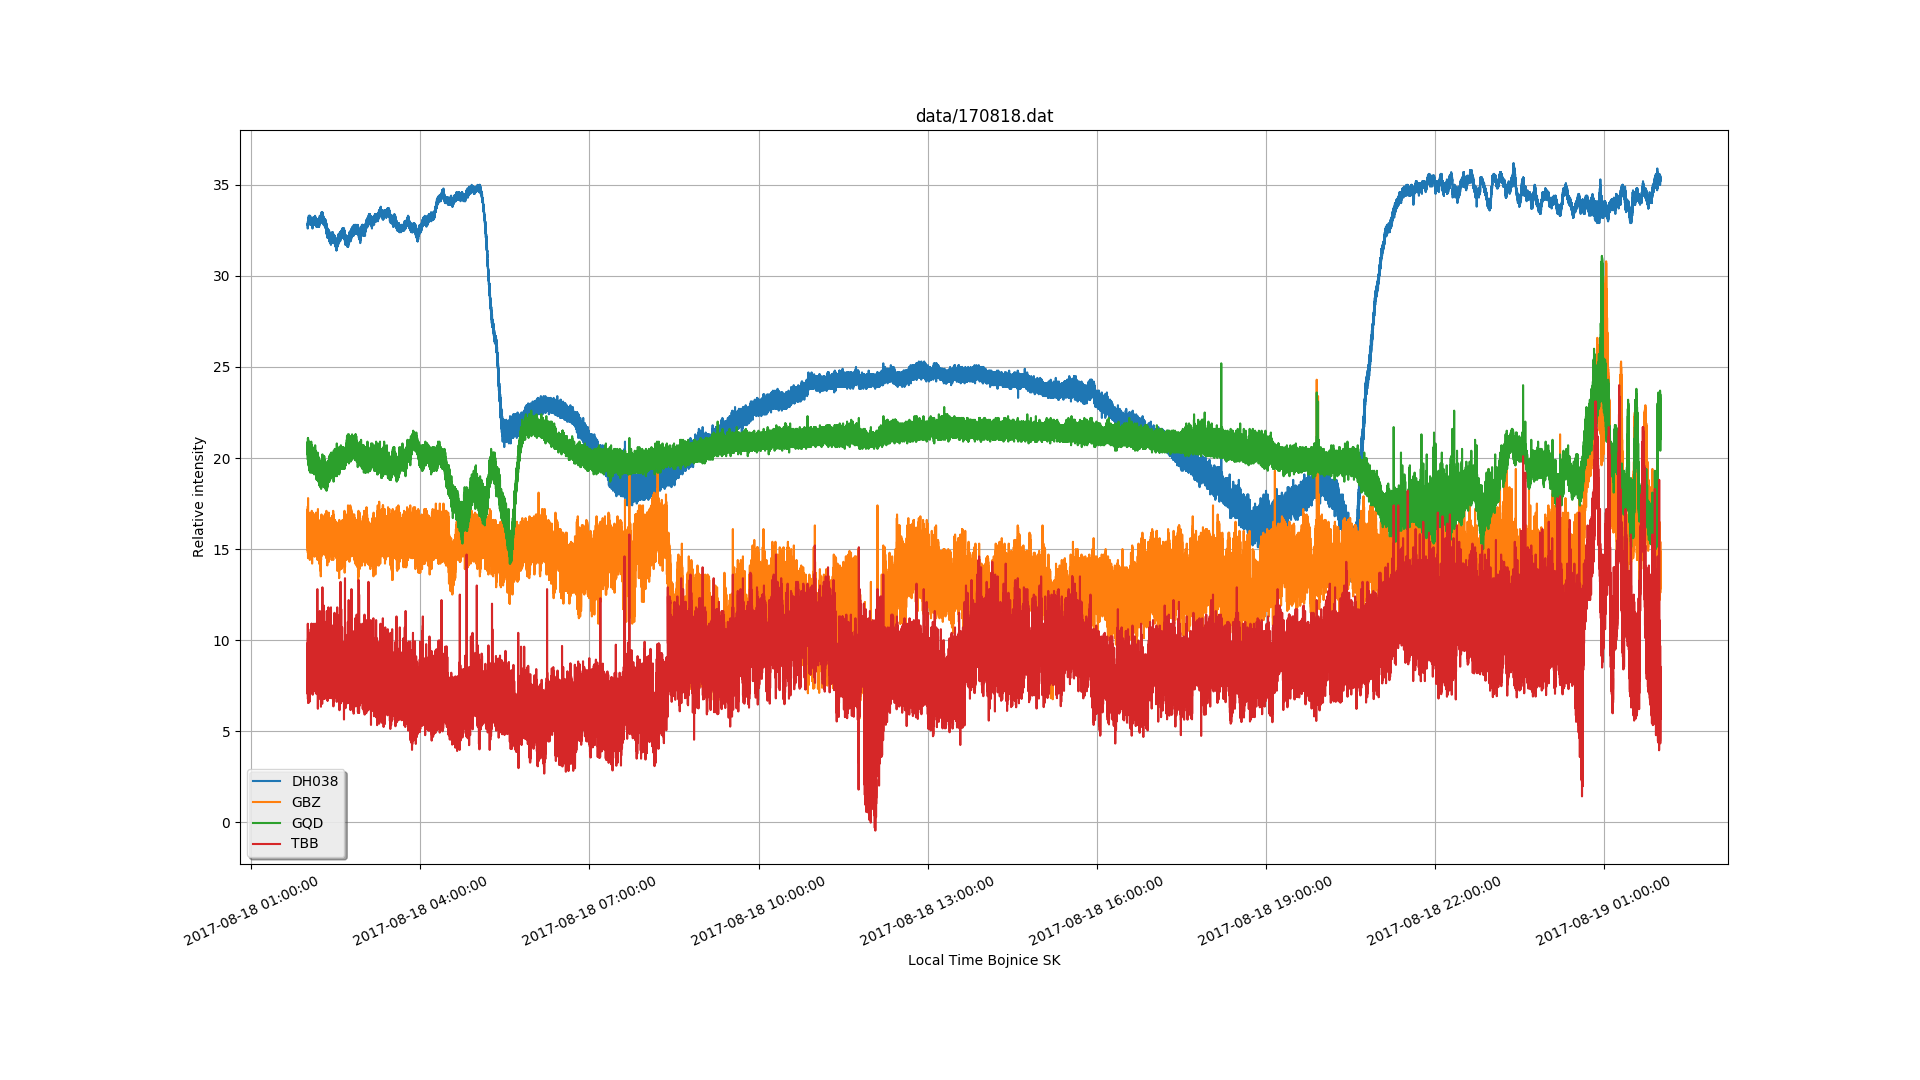 data/170818.dat
Relative intensity
35
30
25
20
15
10
5
0
DH038
GBZ
GQD
TBB
2017-08-18 01:00:00
2017-08-18 04:00:00
2017-08-18 07:00:00
2017-08-18 10:00:00
2017-08-18 13:00:00
2017-08-18 16:00:00
2017-08-18 19:00:00
2017-08-18 22:00:00
2017-08-19 01:00:00
Local Time Bojnice SK